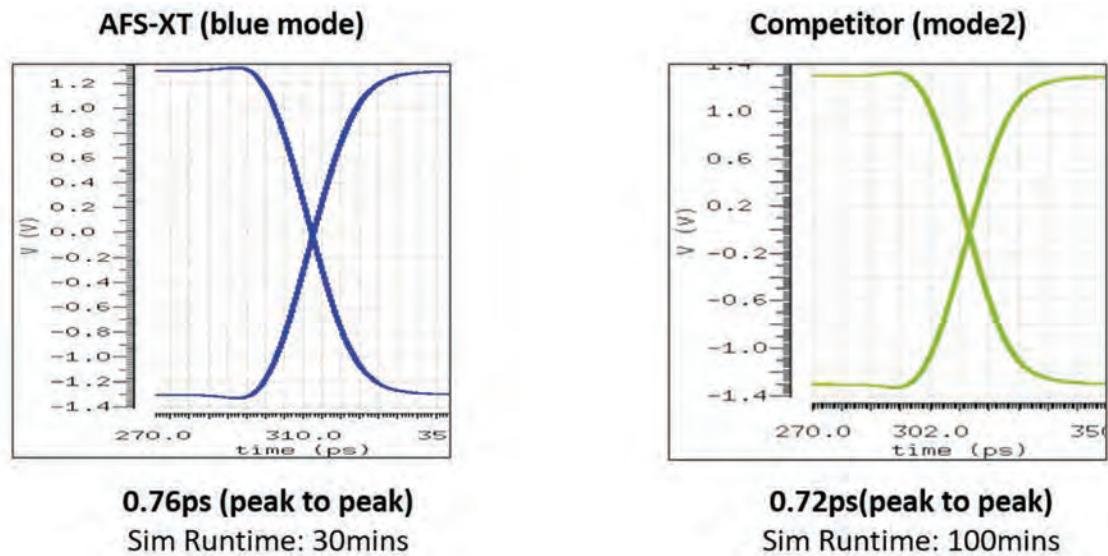 AFS-XT (blue mode)
1.2
1.0
0.8
0.6
0.4
0.2
0.0
-0.2
-0.4
-0.6
-0.8
-1.0
-1.2
-1.4
V (V)
270.0 310.0 35
time (ps)
0.76ps (peak to peak)
Sim Runtime: 30mins
Competitor (mode2)
1.4
1.0
0.6
0.2
-0.2
-0.6
-1.0
-1.4
V (V)
270.0 302.0 350
time (ps)
0.72ps(peak to peak)
Sim Runtime: 100mins